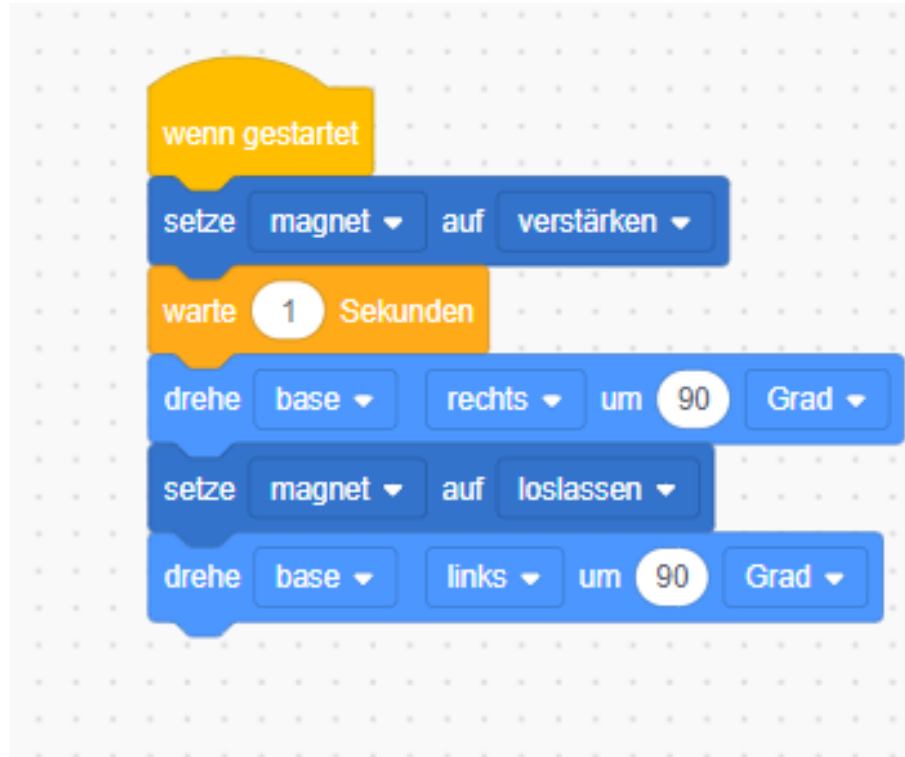 wenn gestartet
setze magnet auf verstärken
warte 1 Sekunden
drehe base rechts um 90 Grad
setze magnet auf loslassen
drehe base links um 90 Grad